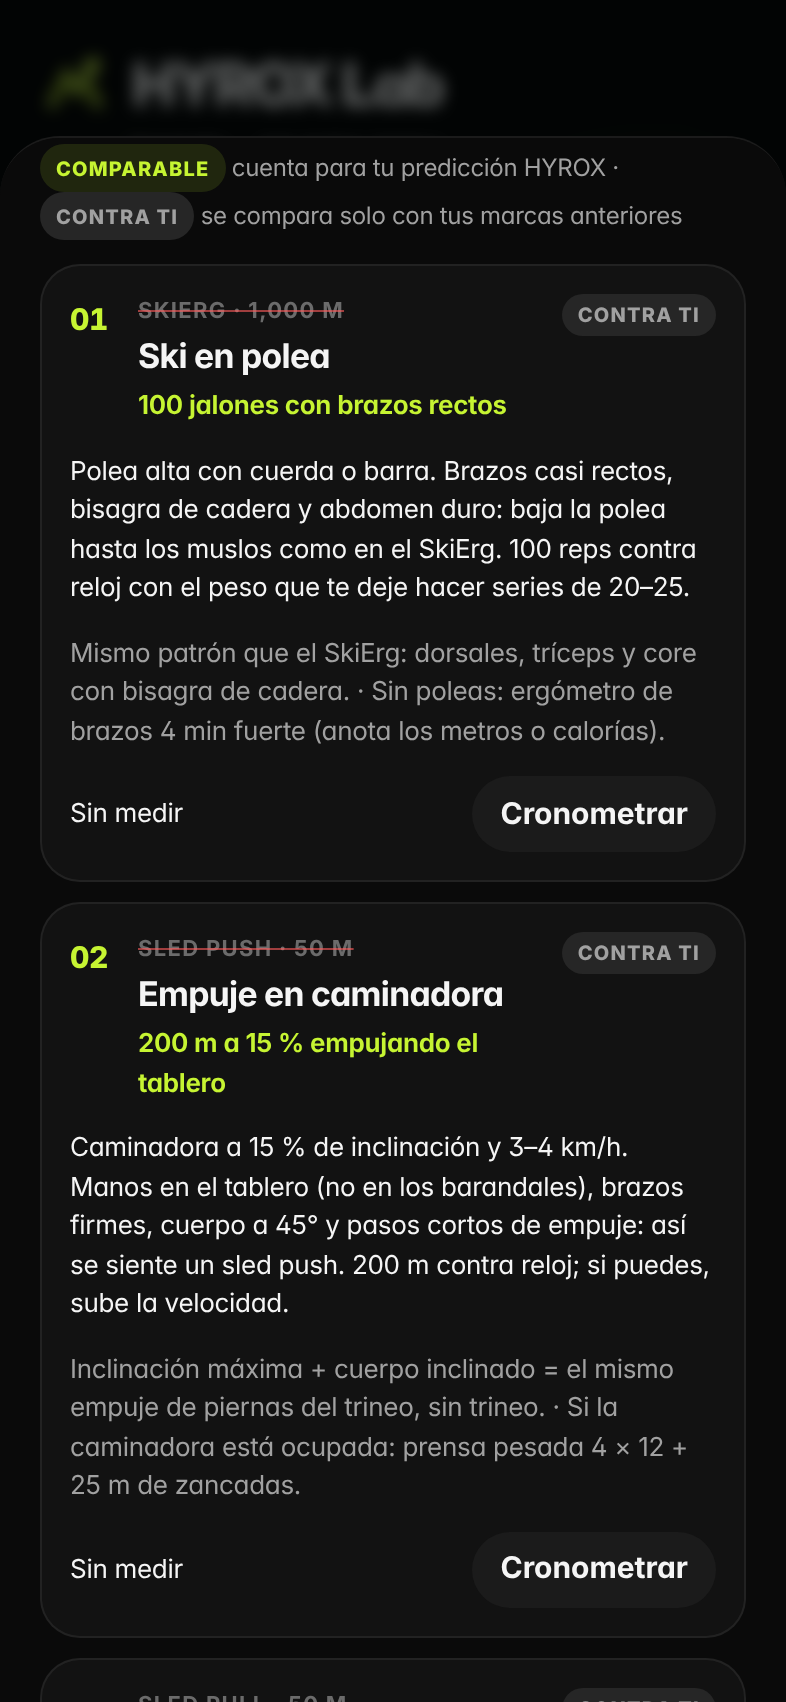 HYROX Lab
COMPARABLE cuenta para tu predicción HYROX ·
CONTRA TI se compara solo con tus marcas anteriores
01
SKIERG · 1,000 M
CONTRA TI
Ski en polea
100 jalones con brazos rectos
Polea alta con cuerda o barra. Brazos casi rectos,
bisagra de cadera y abdomen duro: baja la polea
hasta los muslos como en el SkiErg. 100 reps contra
reloj con el peso que te deje hacer series de 20–25.
Mismo patrón que el SkiErg: dorsales, tríceps y core
con bisagra de cadera. · Sin poleas: ergómetro de
brazos 4 min fuerte (anota los metros o calorías).
Sin medir
Cronometrar
02
SLED PUSH · 50 M
CONTRA TI
Empuje en caminadora
200 m a 15 % empujando el
tablero
Caminadora a 15 % de inclinación y 3–4 km/h.
Manos en el tablero (no en los barandales), brazos
firmes, cuerpo a 45° y pasos cortos de empuje: así
se siente un sled push. 200 m contra reloj; si puedes,
sube la velocidad.
Inclinación máxima + cuerpo inclinado = el mismo
empuje de piernas del trineo, sin trineo. · Si la
caminadora está ocupada: prensa pesada 4 × 12 +
25 m de zancadas.
Sin medir
Cronometrar
SLED PULL · 50 M
CONTRA TI